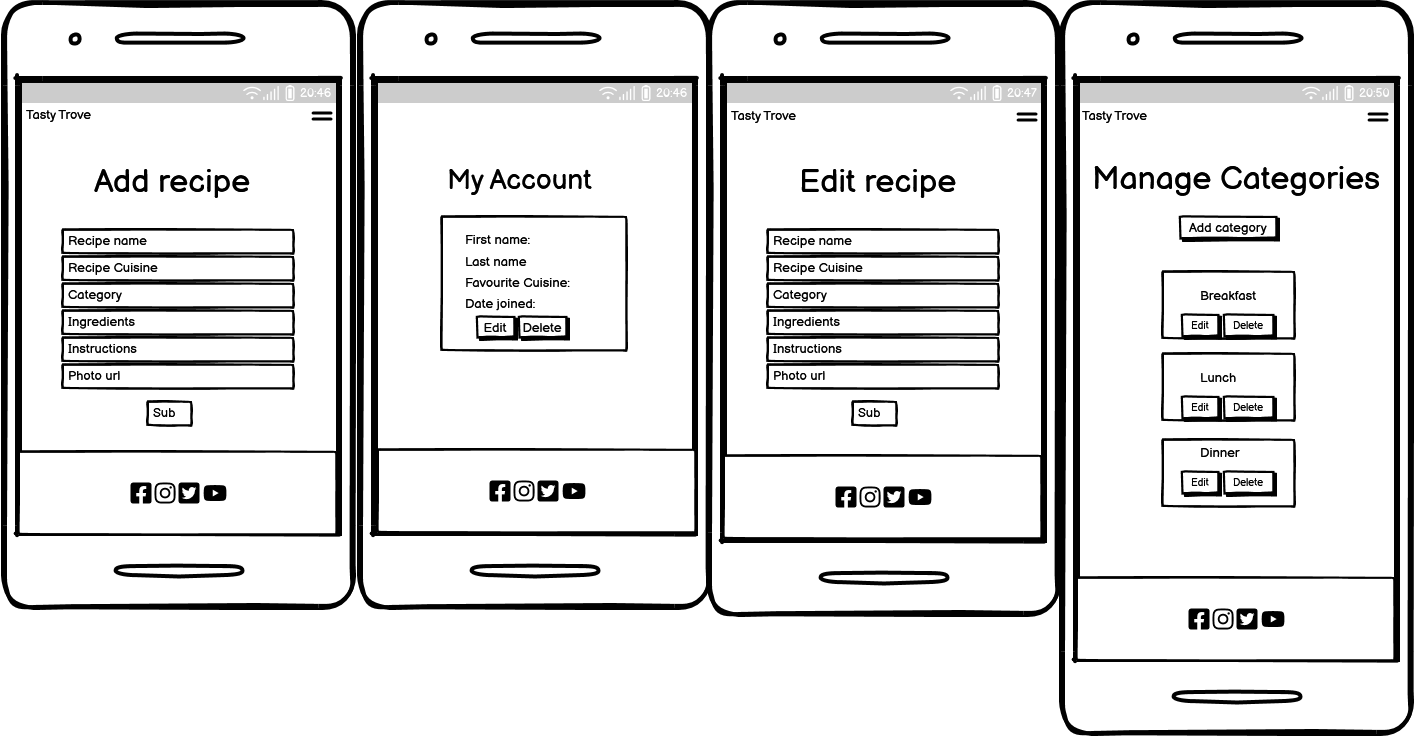 20:46
Tasty Trove
Add recipe
Recipe name
Recipe Cuisine
Category
Ingredients
Instructions
Photo url
Sub
20:46
My Account
First name:
Last name
Favourite Cuisine:
Date joined:
Edit Delete
20:47
Tasty Trove
Edit recipe
Recipe name
Recipe Cuisine
Category
Ingredients
Instructions
Photo url
Sub
20:50
Tasty Trove
Manage Categories
Add category
Breakfast
Edit Delete
Lunch
Edit Delete
Dinner
Edit Delete